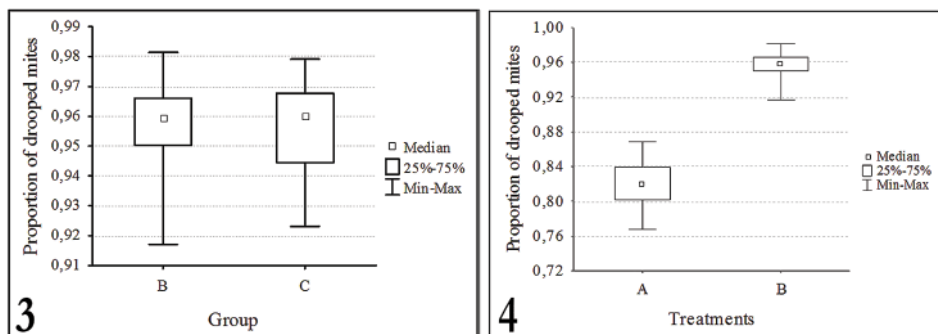 0,99
0,98
0,97
0,96
0,95
0,94
0,93
0,92
0,91
Proportion of drooped mites
B C
Group
Median
25%-75%
Min-Max
3
1,00
0,96
0,92
0,88
0,84
0,80
0,76
0,72
Proportion of drooped mites
A B
Treatments
Median
25%-75%
Min-Max
4